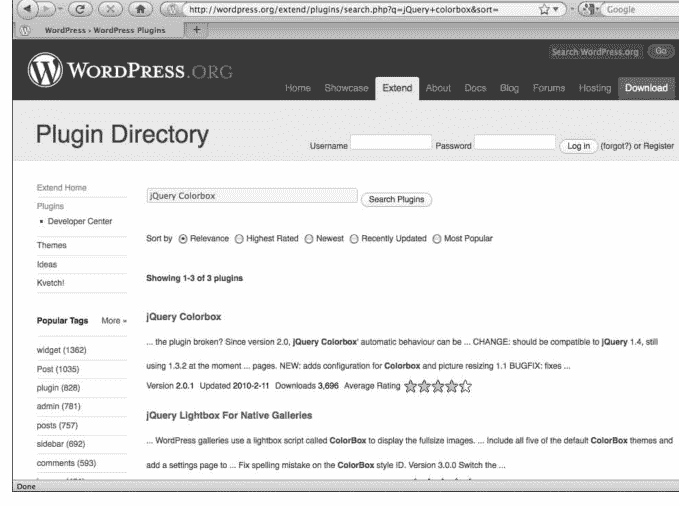 http://wordpress.org/extend/plugins/search.php?q=jQuery+colorbox&sort=
Google
WordPress › WordPress Plugins
Search WordPress.org
Go
WORDPRESS.ORG
Home Showcase Extend About Docs Blog Forums Hosting Download
Plugin Directory
Username Password Log in (forgot?) or Register
Extend Home
Plugins
Developer Center
Themes
Ideas
Kvetch!
Popular Tags More »
widget (1362)
Post (1035)
plugin (828)
admin (781)
posts (757)
sidebar (692)
comments (593)
jQuery Colorbox Search Plugins
Sort by Relevance Highest Rated Newest Recently Updated Most Popular
Showing 1-3 of 3 plugins
jQuery Colorbox
... the plugin broken? Since version 2.0, jQuery Colorbox' automatic behaviour can be ... CHANGE: should be compatible to jQuery 1.4, still
using 1.3.2 at the moment ... pages. NEW: adds configuration for Colorbox and picture resizing 1.1 BUGFIX: fixes ...
Version 2.0.1 Updated 2010-2-11 Downloads 3,696 Average Rating
jQuery Lightbox For Native Galleries
... WordPress galleries use a lightbox script called ColorBox to display the fullsize images. ... Include all five of the default ColorBox themes and
add a settings page to ... Fix spelling mistake on the ColorBox style ID. Version 3.0.0 Switch the ...
Done